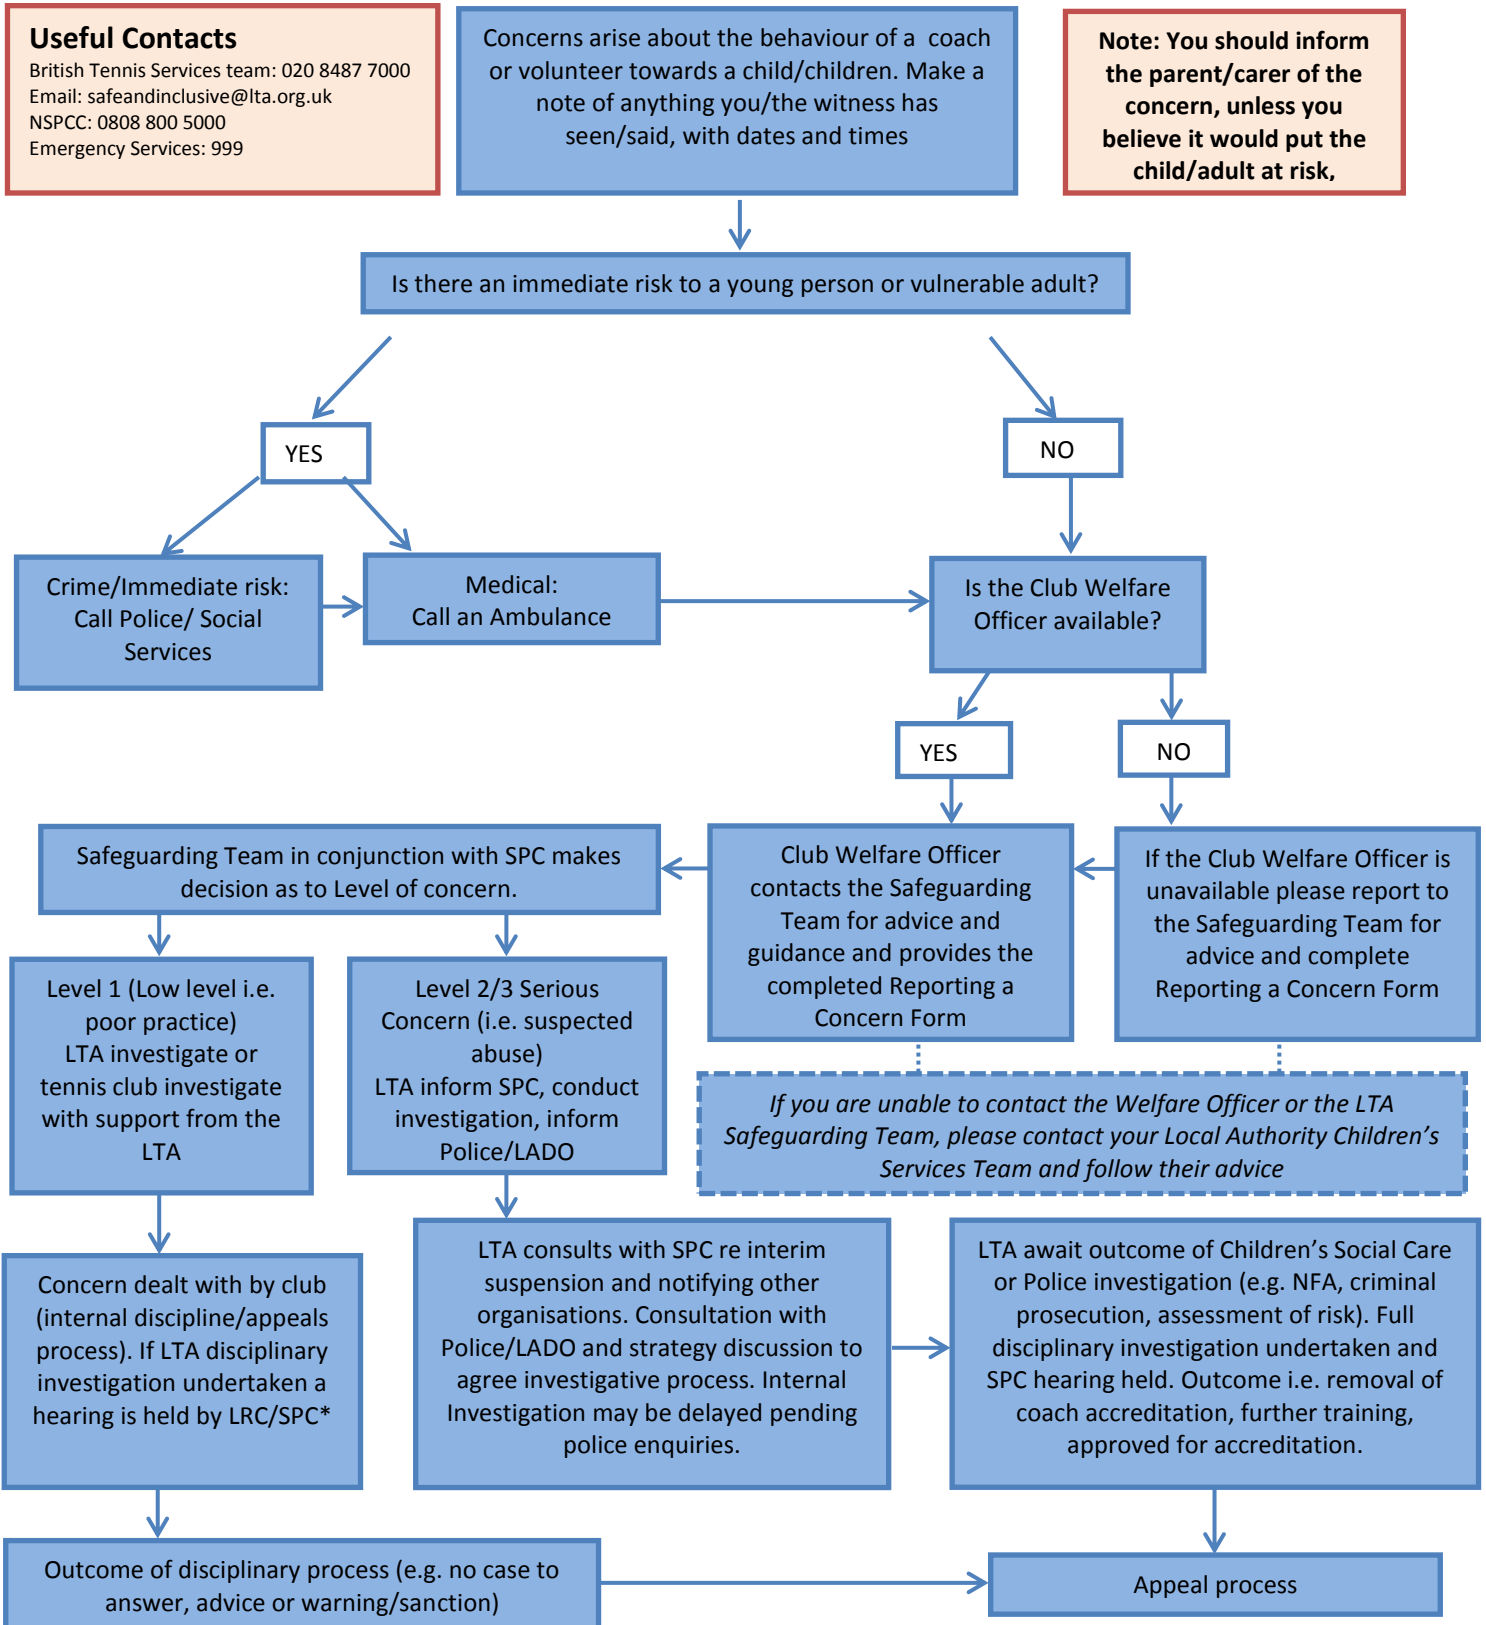 Useful Contacts
British Tennis Services team: 020 8487 7000
Email: safeandinclusive@lta.org.uk
NSPCC: 0808 800 5000
Emergency Services: 999
Concerns arise about the behaviour of a coach
or volunteer towards a child/children. Make a
note of anything you/the witness has
seen/said, with dates and times
Note: You should inform
the parent/carer of the
concern, unless you
believe it would put the
child/adult at risk,
Is there an immediate risk to a young person or vulnerable adult?
YES
NO
Crime/Immediate risk:
Call Police/ Social
Services
Medical:
Call an Ambulance
Is the Club Welfare
Officer available?
YES
NO
Safeguarding Team in conjunction with SPC makes
decision as to Level of concern.
Club Welfare Officer
contacts the Safeguarding
Team for advice and
guidance and provides the
completed Reporting a
Concern Form
If the Club Welfare Officer is
unavailable please report to
the Safeguarding Team for
advice and complete
Reporting a Concern Form
Level 1 (Low level i.e.
poor practice)
LTA investigate or
tennis club investigate
with support from the
LTA
Level 2/3 Serious
Concern (i.e. suspected
abuse)
LTA inform SPC, conduct
investigation, inform
Police/LADO
If you are unable to contact the Welfare Officer or the LTA
Safeguarding Team, please contact your Local Authority Children’s
Services Team and follow their advice
Concern dealt with by club
(internal discipline/appeals
process). If LTA disciplinary
investigation undertaken a
hearing is held by LRC/SPC*
LTA consults with SPC re interim
suspension and notifying other
organisations. Consultation with
Police/LADO and strategy discussion to
agree investigative process. Internal
Investigation may be delayed pending
police enquiries.
LTA await outcome of Children’s Social Care
or Police investigation (e.g. NFA, criminal
prosecution, assessment of risk). Full
disciplinary investigation undertaken and
SPC hearing held. Outcome i.e. removal of
coach accreditation, further training,
approved for accreditation.
Outcome of disciplinary process (e.g. no case to
answer, advice or warning/sanction)
Appeal process